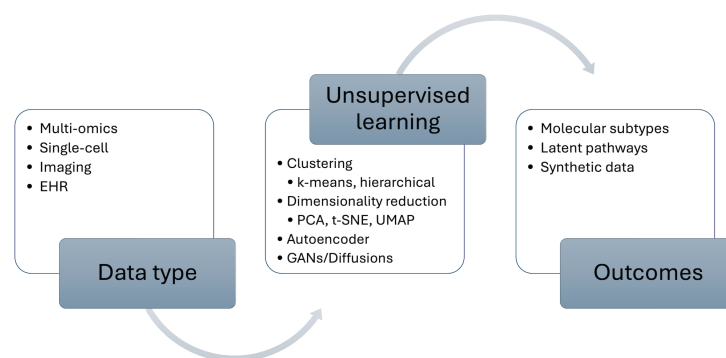 • Multi-omics
• Single-cell
• Imaging
• EHR
Data type
Unsupervised
learning
• Clustering
• k-means, hierarchical
• Dimensionality reduction
• PCA, t-SNE, UMAP
• Autoencoder
• GANs/Diffusions
• Molecular subtypes
• Latent pathways
• Synthetic data
Outcomes